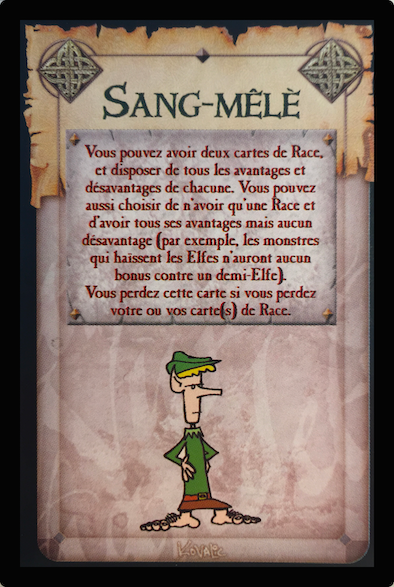 SANG-MÊLÈ
Vous pouvez avoir deux cartes de Race,
et disposer de tous les avantages et
désavantages de chacune. Vous pouvez
aussi choisir de n'avoir qu'une Race et
d'avoir tous ses avantages mais aucun
désavantage (par exemple, les monstres
qui haïssent les Elfes n'auront aucun
bonus contre un demi-Elfe).
Vous perdez cette carte si vous perdez
votre ou vos carte(s) de Race.
KOVALIC